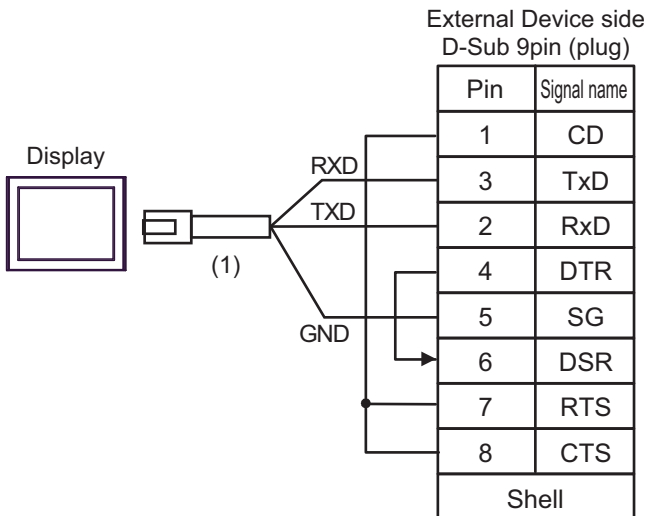 External Device side
D-Sub 9pin (plug)
Pin Signal name
1 CD
Display
RXD
3 TxD
TXD
2 RxD
(1)
4 DTR
5 SG
GND
6 DSR
7 RTS
8 CTS
Shell